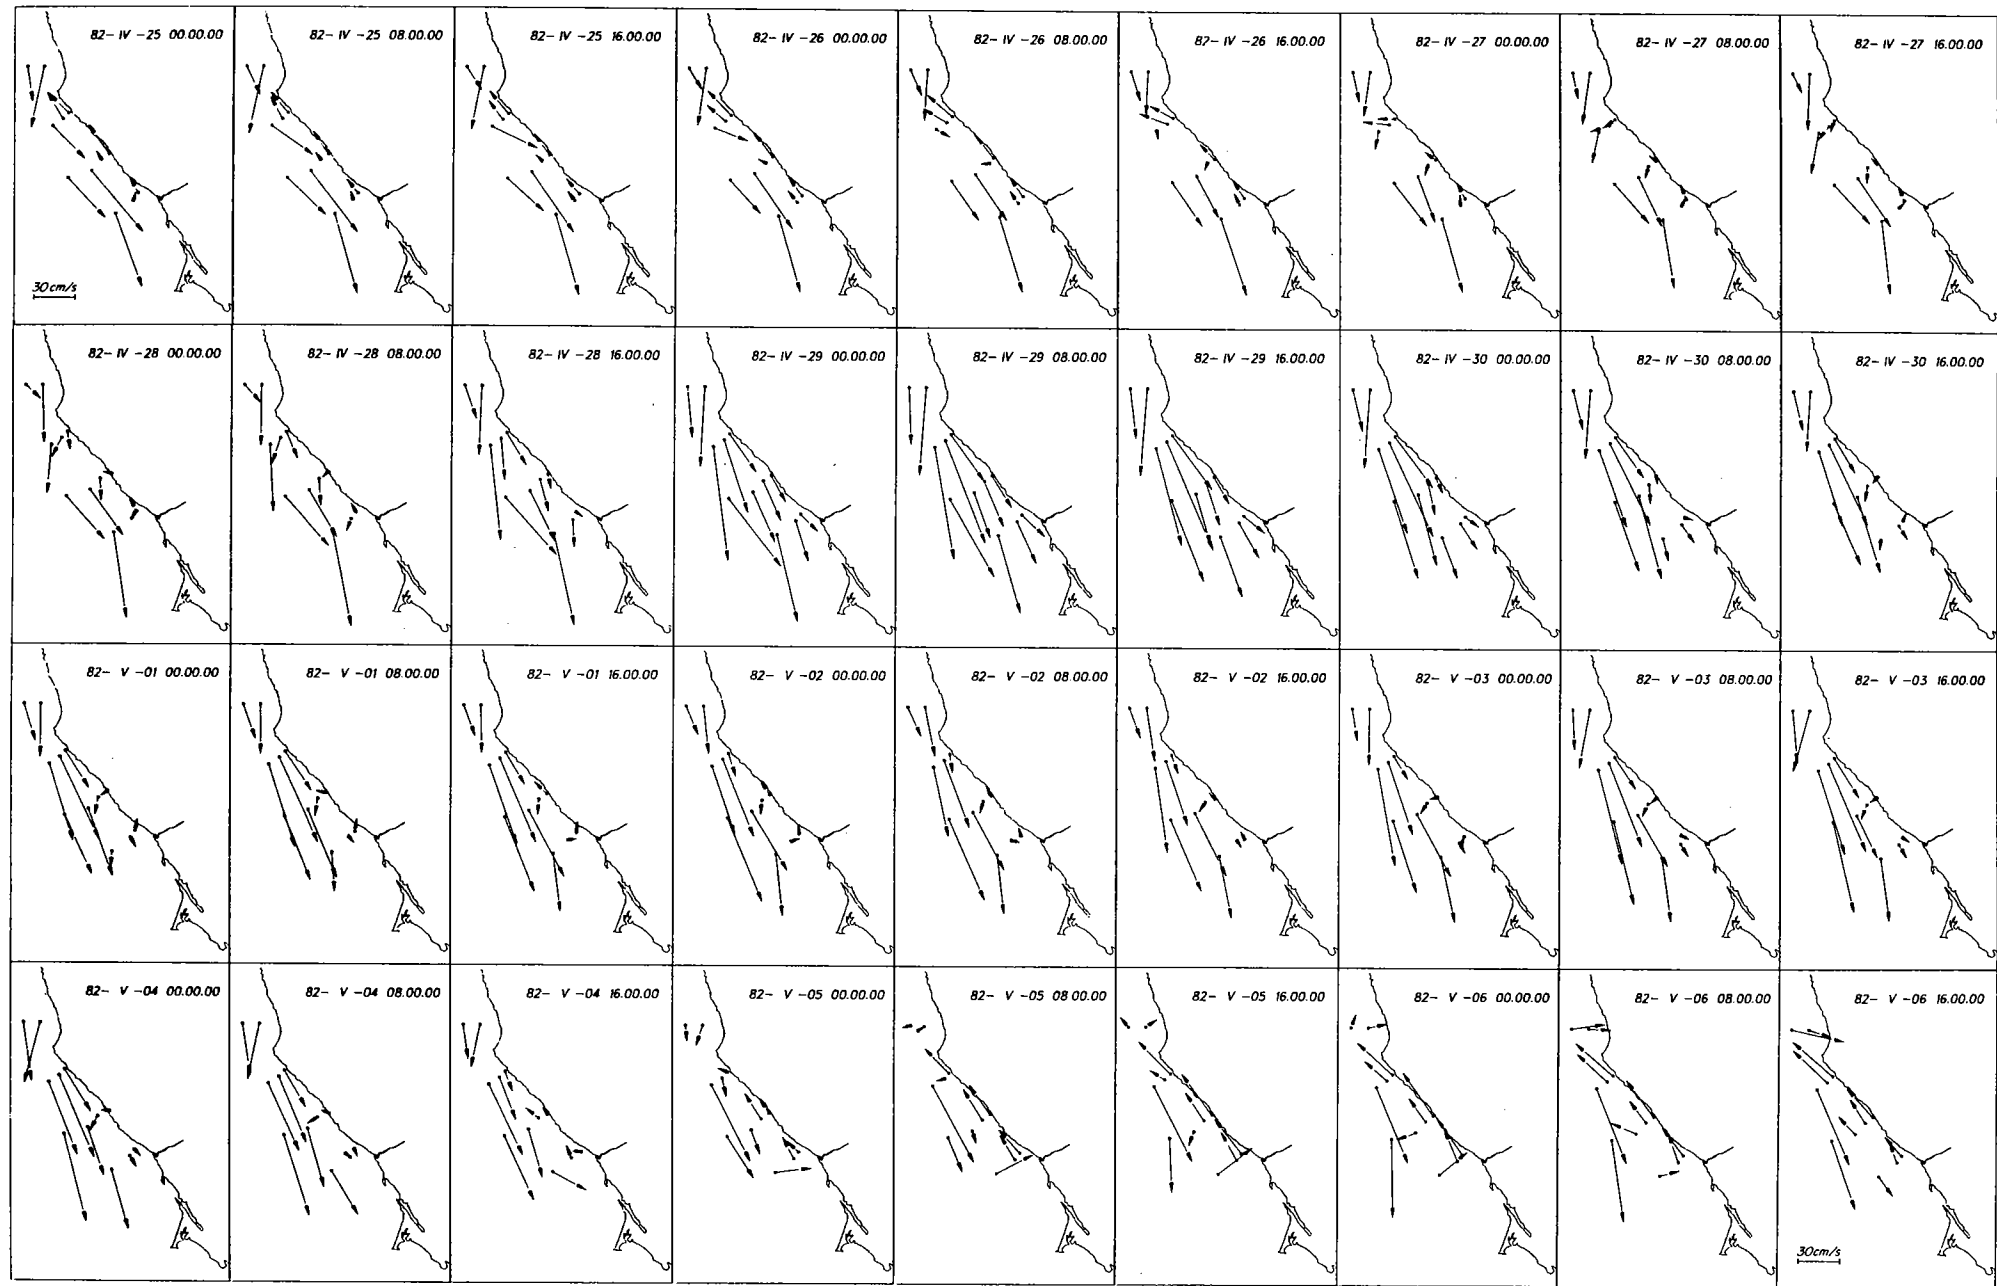 82- IV -25 00.00.00
82- IV -25 08.00.00
82- IV -25 16.00.00
82- IV -26 00.00.00
82- IV -26 08.00.00
82- IV -26 16.00.00
82- IV -27 00.00.00
82- IV -27 08.00.00
82- IV -27 16.00.00
30cm/s
82- IV -28 00.00.00
82- IV -28 08.00.00
82- IV -28 16.00.00
82- IV -29 00.00.00
82- IV -29 08.00.00
82- IV -29 16.00.00
82- IV -30 00.00.00
82- IV -30 08.00.00
82- IV -30 16.00.00
82- V -01 00.00.00
82- V -01 08.00.00
82- V -01 16.00.00
82- V -02 00.00.00
82- V -02 08.00.00
82- V -02 16.00.00
82- V -03 00.00.00
82- V -03 08.00.00
82- V -03 16.00.00
82- V -04 00.00.00
82- V -04 08.00.00
82- V -04 16.00.00
82- V -05 00.00.00
82- V -05 08 00.00
82- V -05 16.00.00
82- V -06 00.00.00
82- V -06 08.00.00
82- V -06 16.00.00
30cm/s